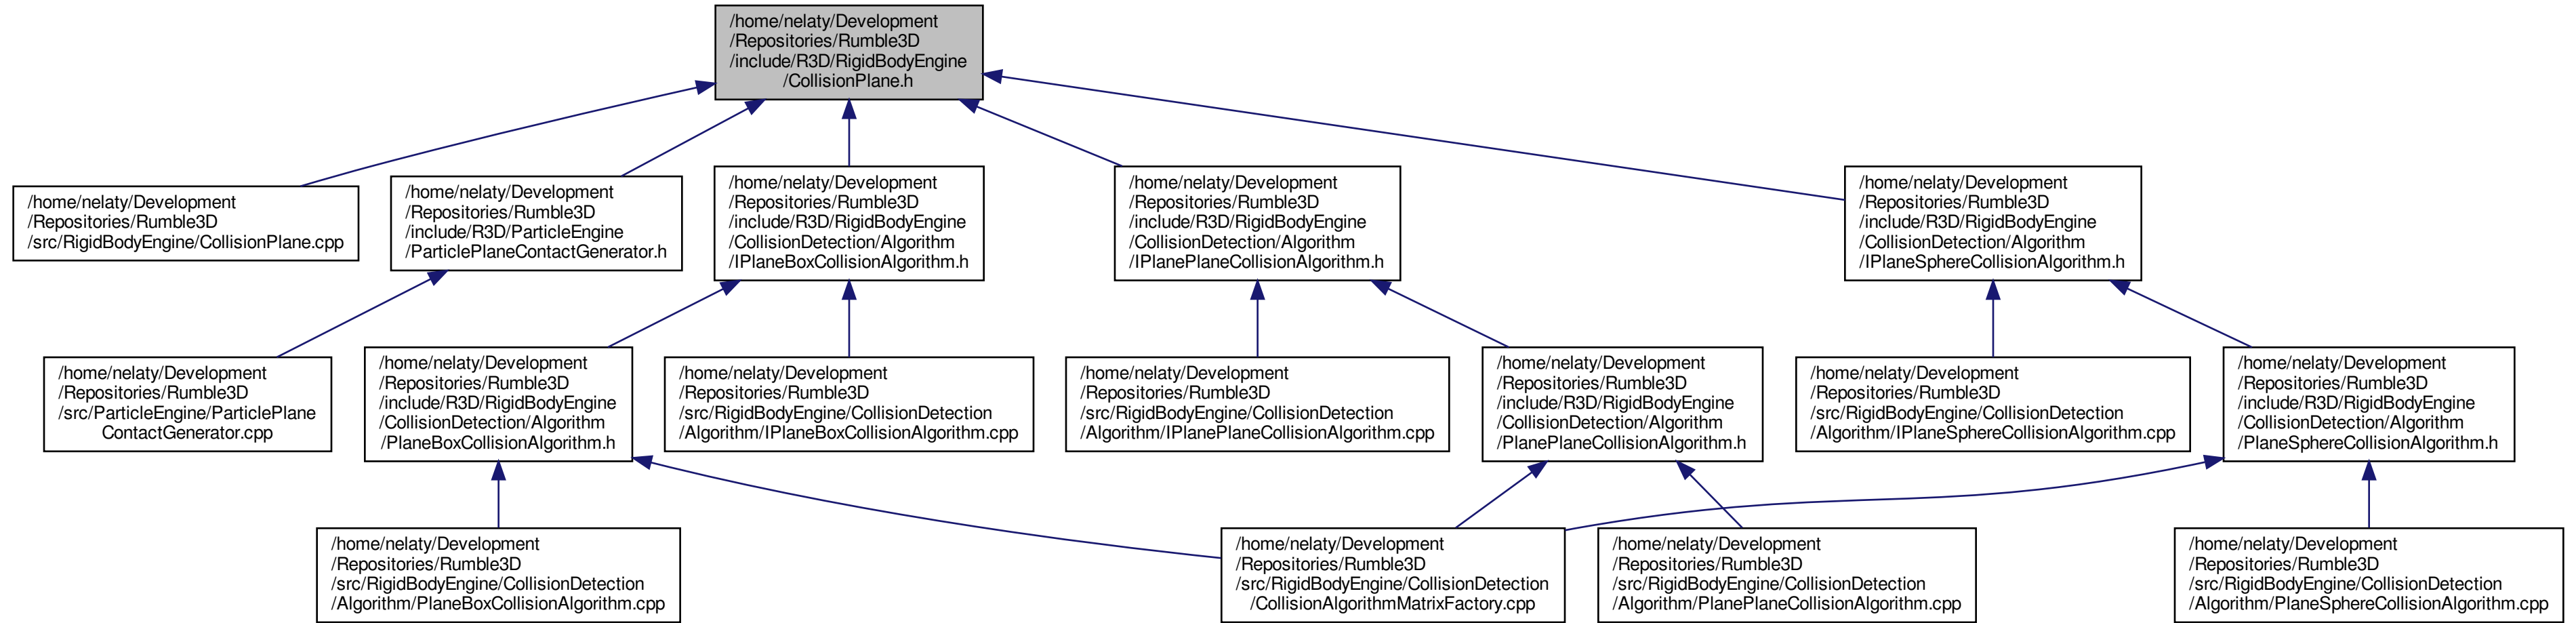 /home/nelaty/Development
/Repositories/Rumble3D
/include/R3D/RigidBodyEngine
/CollisionPlane.h
/home/nelaty/Development
/Repositories/Rumble3D
/src/RigidBodyEngine/CollisionPlane.cpp
/home/nelaty/Development
/Repositories/Rumble3D
/include/R3D/ParticleEngine
/ParticlePlaneContactGenerator.h
/home/nelaty/Development
/Repositories/Rumble3D
/include/R3D/RigidBodyEngine
/CollisionDetection/Algorithm
/IPlaneBoxCollisionAlgorithm.h
/home/nelaty/Development
/Repositories/Rumble3D
/include/R3D/RigidBodyEngine
/CollisionDetection/Algorithm
/IPlanePlaneCollisionAlgorithm.h
/home/nelaty/Development
/Repositories/Rumble3D
/include/R3D/RigidBodyEngine
/CollisionDetection/Algorithm
/IPlaneSphereCollisionAlgorithm.h
/home/nelaty/Development
/Repositories/Rumble3D
/src/ParticleEngine/ParticlePlane
ContactGenerator.cpp
/home/nelaty/Development
/Repositories/Rumble3D
/include/R3D/RigidBodyEngine
/CollisionDetection/Algorithm
/PlaneBoxCollisionAlgorithm.h
/home/nelaty/Development
/Repositories/Rumble3D
/src/RigidBodyEngine/CollisionDetection
/Algorithm/IPlaneBoxCollisionAlgorithm.cpp
/home/nelaty/Development
/Repositories/Rumble3D
/src/RigidBodyEngine/CollisionDetection
/Algorithm/IPlanePlaneCollisionAlgorithm.cpp
/home/nelaty/Development
/Repositories/Rumble3D
/include/R3D/RigidBodyEngine
/CollisionDetection/Algorithm
/PlanePlaneCollisionAlgorithm.h
/home/nelaty/Development
/Repositories/Rumble3D
/src/RigidBodyEngine/CollisionDetection
/Algorithm/IPlaneSphereCollisionAlgorithm.cpp
/home/nelaty/Development
/Repositories/Rumble3D
/include/R3D/RigidBodyEngine
/CollisionDetection/Algorithm
/PlaneSphereCollisionAlgorithm.h
/home/nelaty/Development
/Repositories/Rumble3D
/src/RigidBodyEngine/CollisionDetection
/Algorithm/PlaneBoxCollisionAlgorithm.cpp
/home/nelaty/Development
/Repositories/Rumble3D
/src/RigidBodyEngine/CollisionDetection
/CollisionAlgorithmMatrixFactory.cpp
/home/nelaty/Development
/Repositories/Rumble3D
/src/RigidBodyEngine/CollisionDetection
/Algorithm/PlanePlaneCollisionAlgorithm.cpp
/home/nelaty/Development
/Repositories/Rumble3D
/src/RigidBodyEngine/CollisionDetection
/Algorithm/PlaneSphereCollisionAlgorithm.cpp